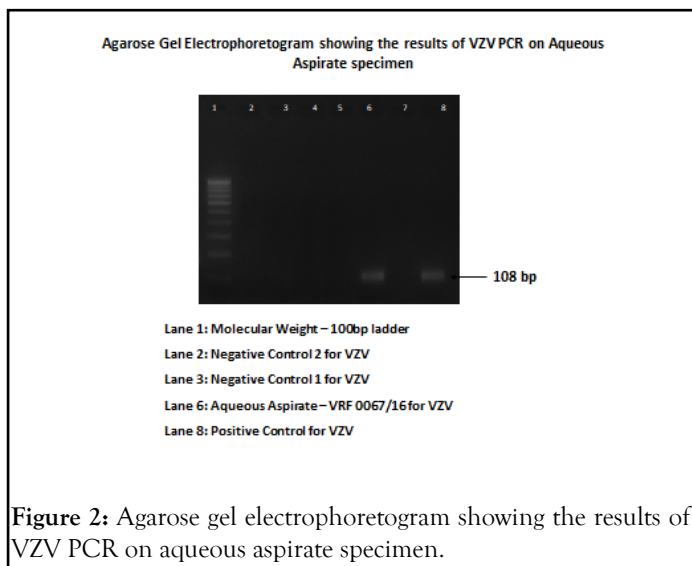 Agarose Gel Electrophoretogram showing the results of VZV PCR on Aqueous
Aspirate specimen
1 2 3 4 5 6 7 8
108 bp
Lane 1: Molecular Weight – 100bp ladder
Lane 2: Negative Control 2 for VZV
Lane 3: Negative Control 1 for VZV
Lane 6: Aqueous Aspirate – VRF 0067/16 for VZV
Lane 8: Positive Control for VZV
Figure 2: Agarose gel electrophoretogram showing the results of
VZV PCR on aqueous aspirate specimen.